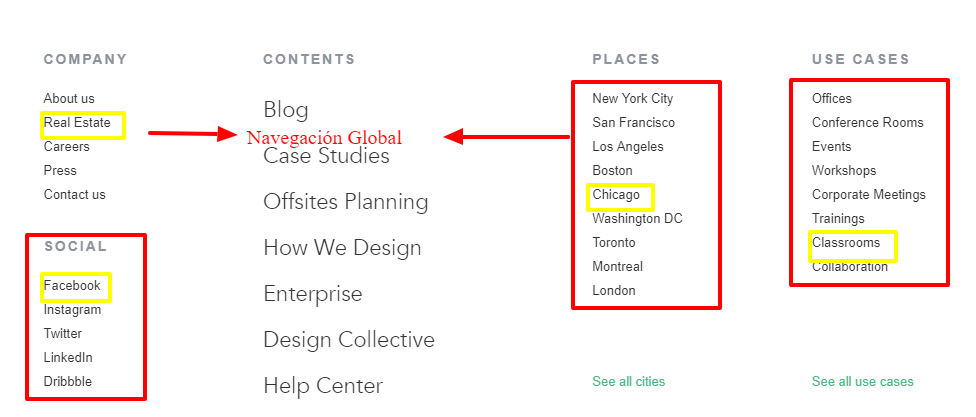 COMPANY
About us
Real Estate
Careers
Press
Contact us
SOCIAL
Facebook
Instagram
Twitter
LinkedIn
Dribbble
CONTENTS
Blog
Navegación Global
Case Studies
Offsites Planning
How We Design
Enterprise
Design Collective
Help Center
PLACES
New York City
San Francisco
Los Angeles
Boston
Chicago
Washington DC
Toronto
Montreal
London
See all cities
USE CASES
Offices
Conference Rooms
Events
Workshops
Corporate Meetings
Trainings
Classrooms
Collaboration
See all use cases